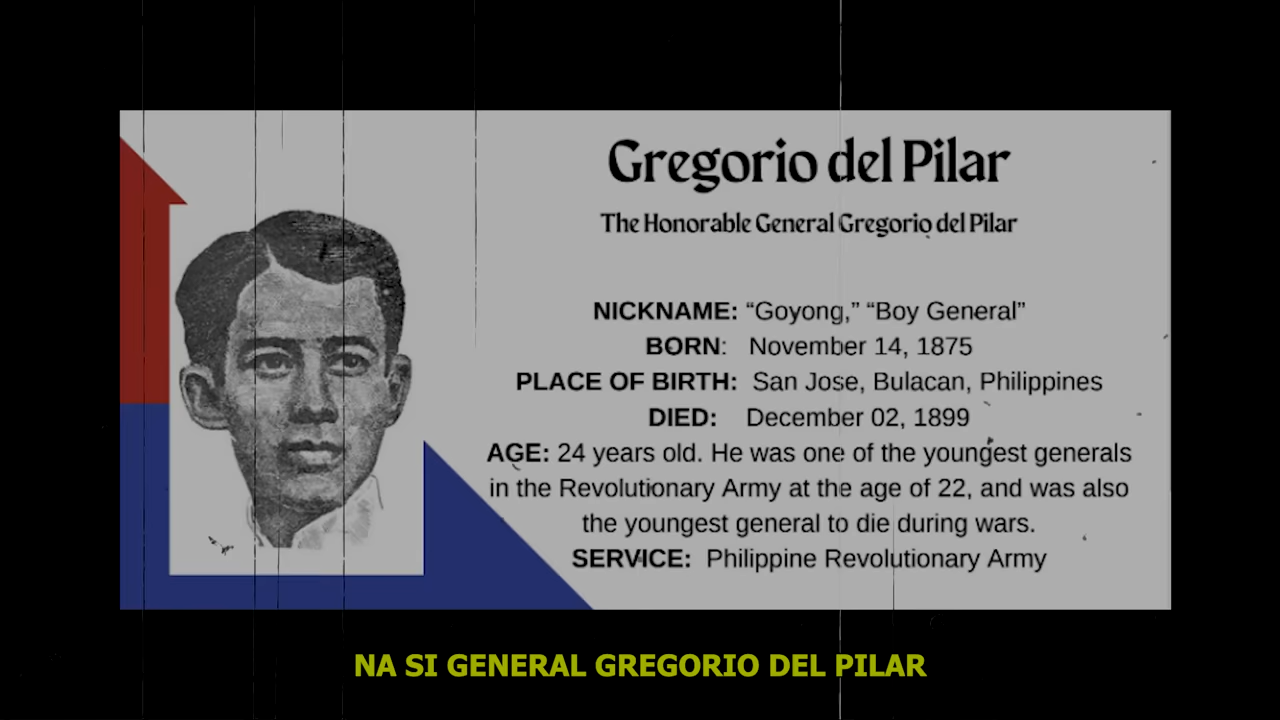 Gregorio del Pilar
The Honorable General Gregorio del Pilar
NICKNAME: “Goyong,” “Boy General”
BORN: November 14, 1875
PLACE OF BIRTH: San Jose, Bulacan, Philippines
DIED: December 02, 1899
AGE: 24 years old. He was one of the youngest generals
in the Revolutionary Army at the age of 22, and was also
the youngest general to die during wars.
SERVICE: Philippine Revolutionary Army
NA SI GENERAL GREGORIO DEL PILAR